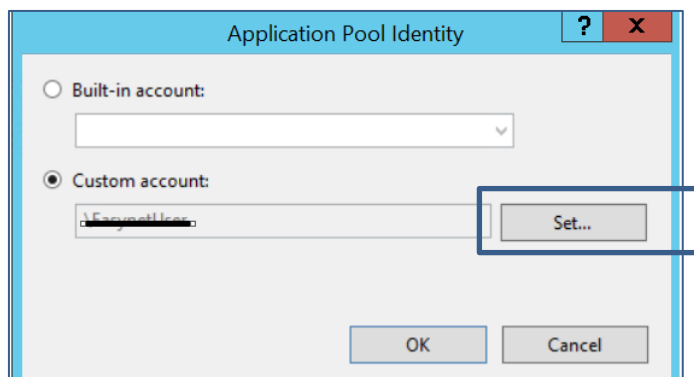 Application Pool Identity
? x
Built-in account:
Custom account:
Set...
OK Cancel